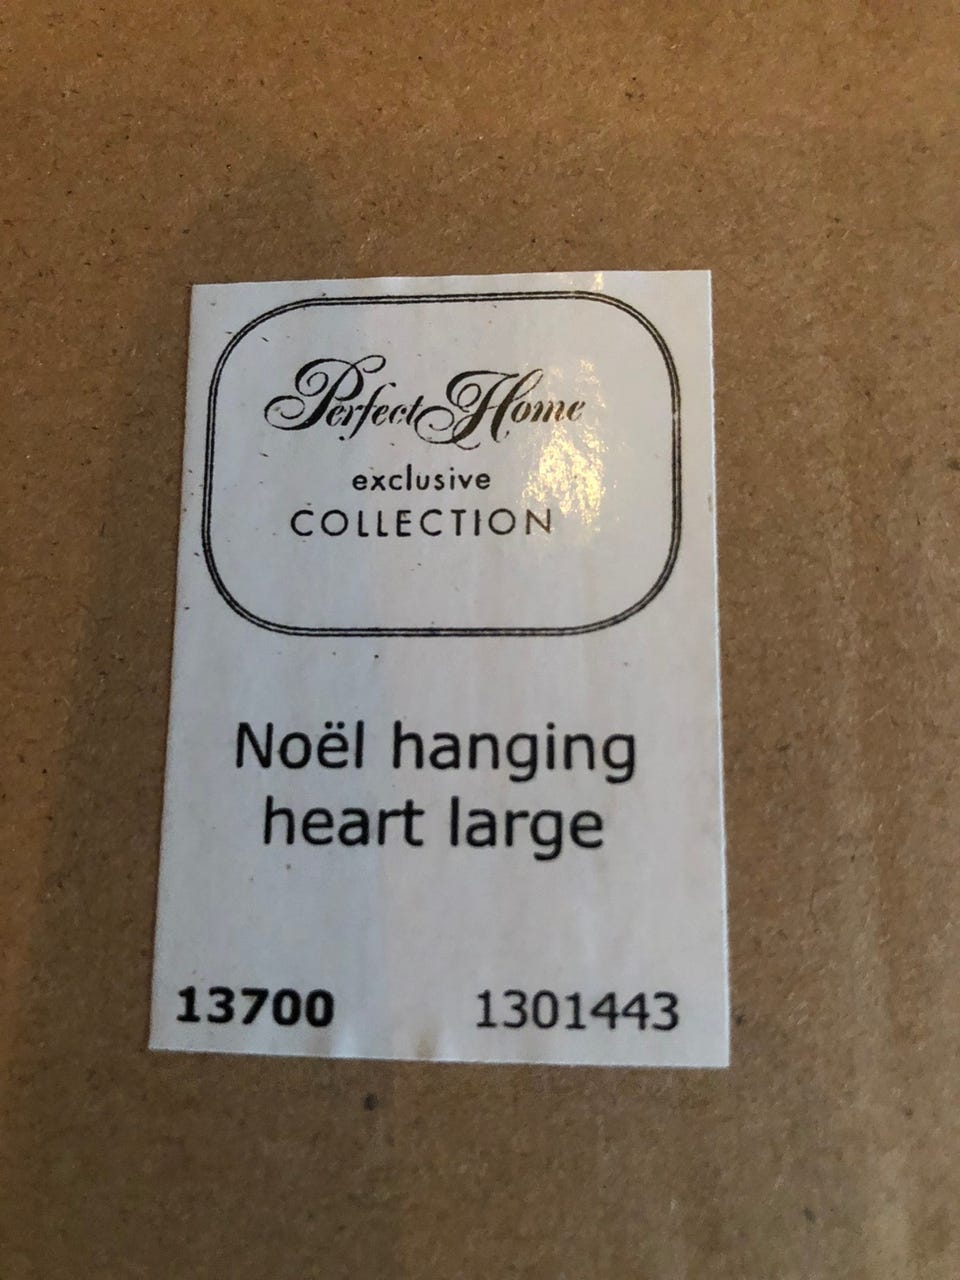 Perfect Home
exclusive
COLLECTION
Noël hanging
heart large
13700 1301443